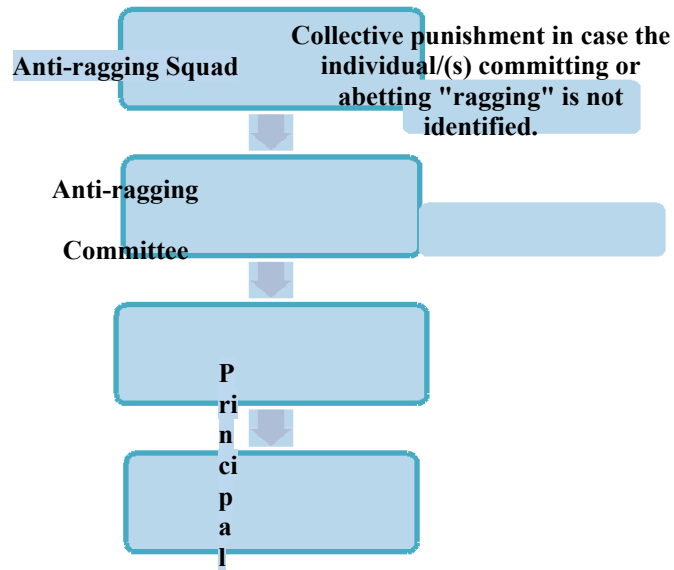 Anti-ragging Squad
Collective punishment in case the
individual/(s) committing or
abetting "ragging" is not
identified.
Anti-ragging
Committee
P
ri
n
ci
p
a
l